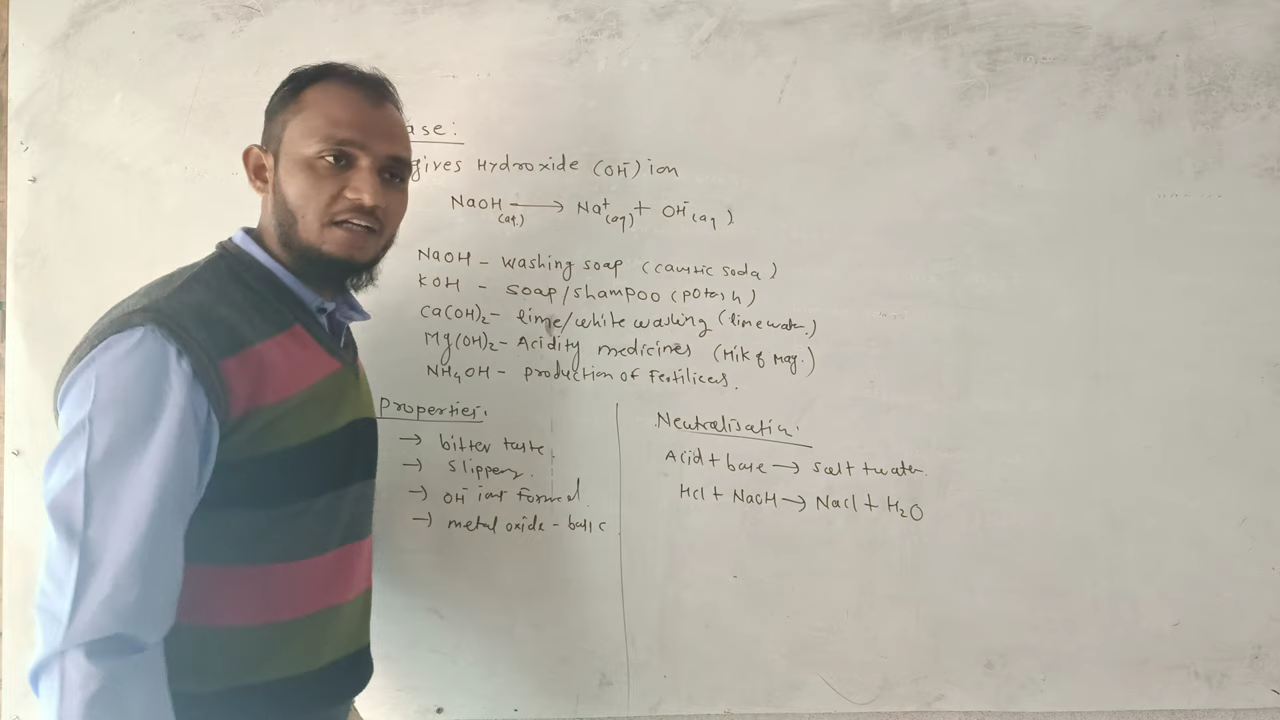 ase:
gives Hydroxide (OH⁻) ion
NaOH(aq.) ⟶ Na⁺(aq) + OH⁻(aq)
NaOH – washing soap (caustic soda)
KOH – soap/shampoo (potash)
Ca(OH)₂ – lime/white washing (lime water)
Mg(OH)₂ – Acidity medicines (Milk of Mag.)
NH₄OH – production of Fertilicers.
Properties:
→ bitter taste
→ slippery.
→ OH⁻ ions Formed
→ metal oxide – basic
Neutralisation:
Acid + base → salt + water.
Hcl + NaOH → Nacl + H₂O